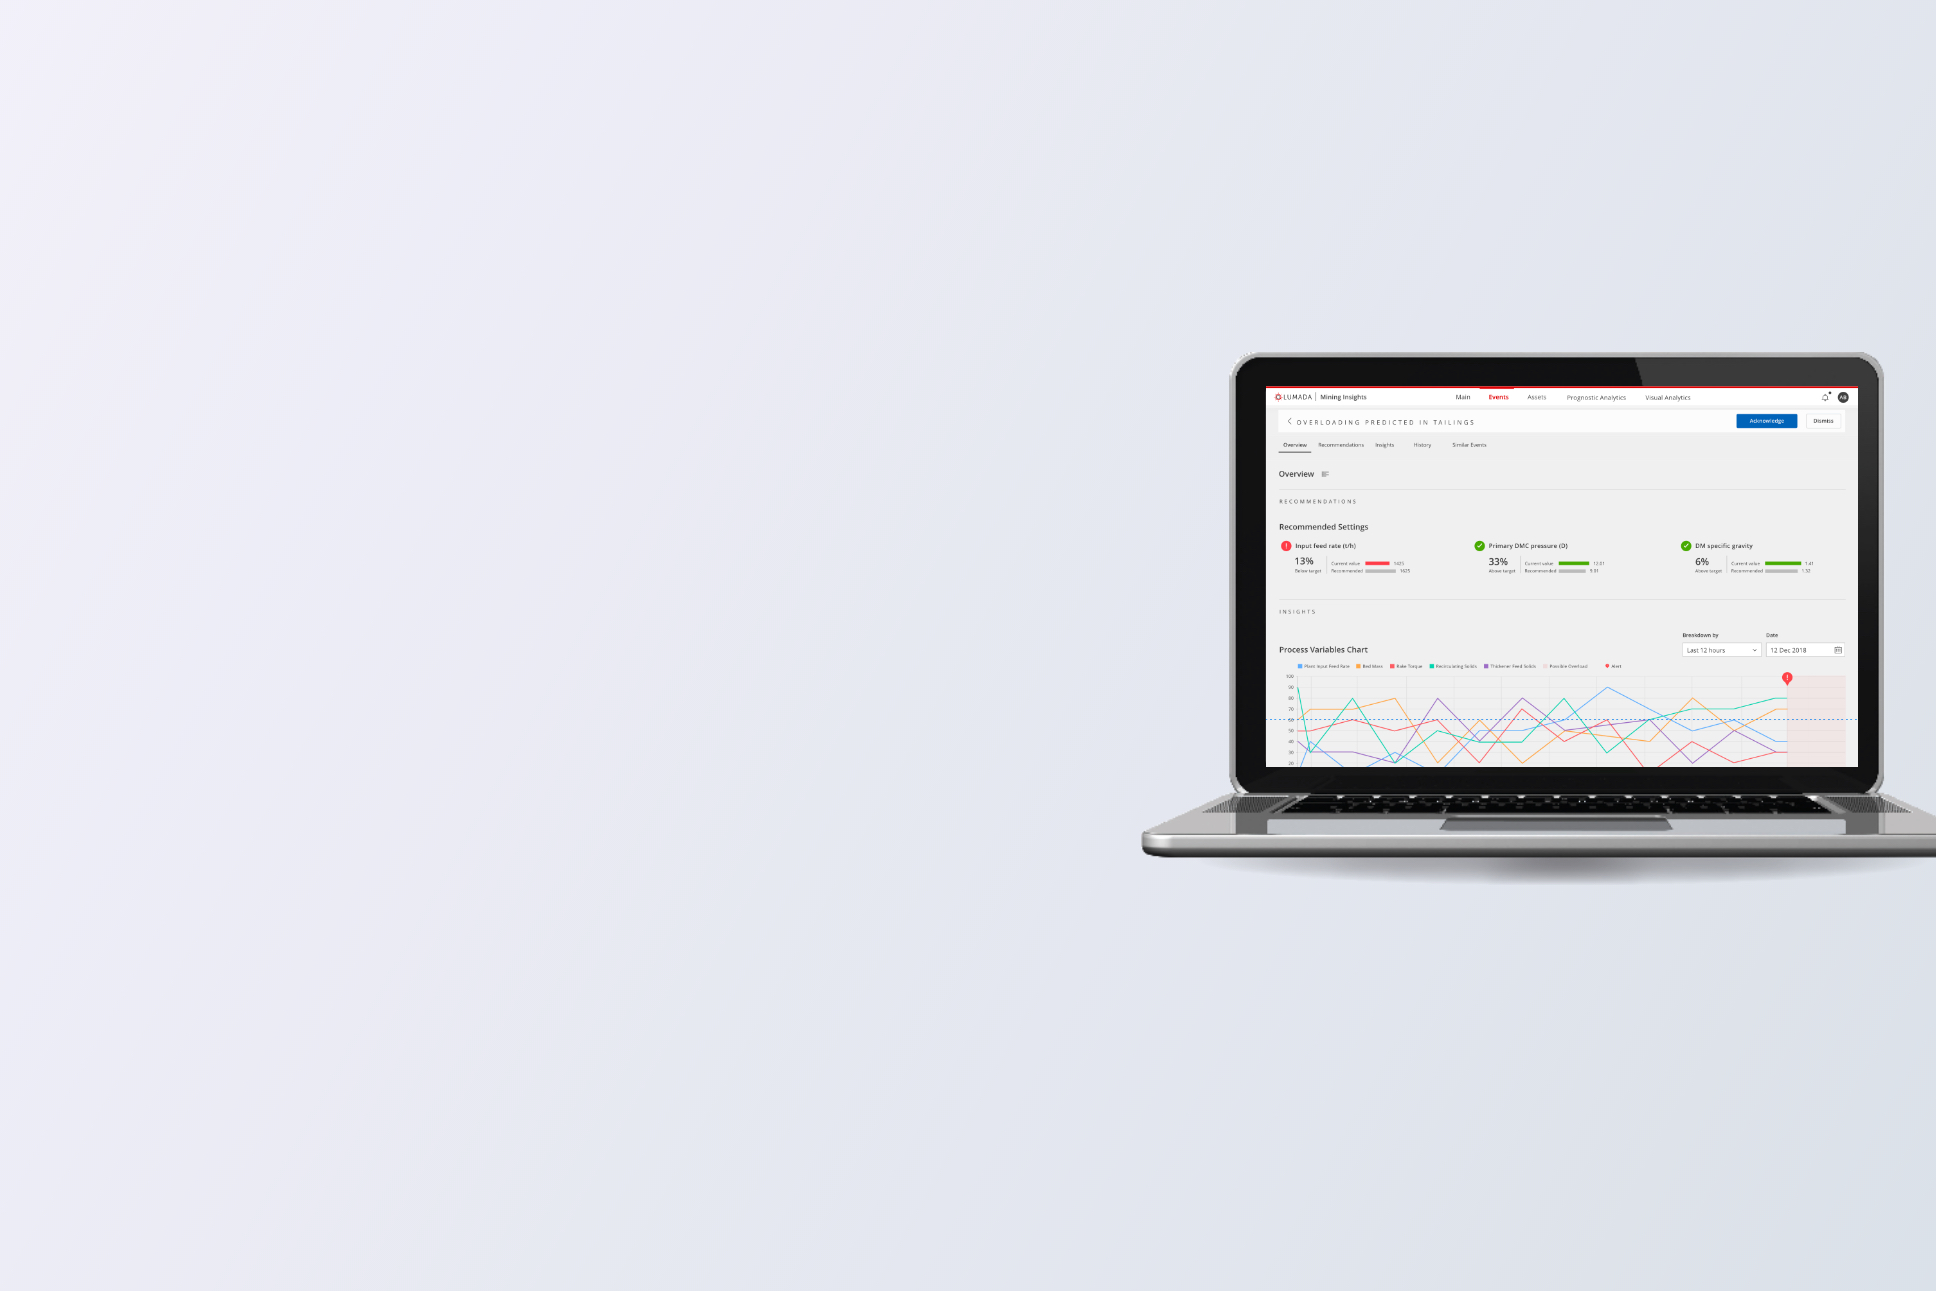 LUMADA | Mining Insights Main Events Assets Prognostic Analytics Visual Analytics AB
OVERLOADING PREDICTED IN TAILINGS Acknowledge Dismiss
Overview Recommendations Insights History Similar Events
Overview
RECOMMENDATIONS
Recommended Settings
Input feed rate (t/h) Primary DMC pressure (D) DM specific gravity
13% Current value 1425 33% Current value 12.01 6% Current value 1.41
Below target Recommended 1625 Above target Recommended 9.01 Above target Recommended 1.32
INSIGHTS
Breakdown by Date
Process Variables Chart Last 12 hours 12 Dec 2018
Plant Input Feed Rate Bed Mass Rake Torque Recirculating Solids Thickener Feed Solids Possible Overload Alert
100
90
80
70
60
50
40
30
20